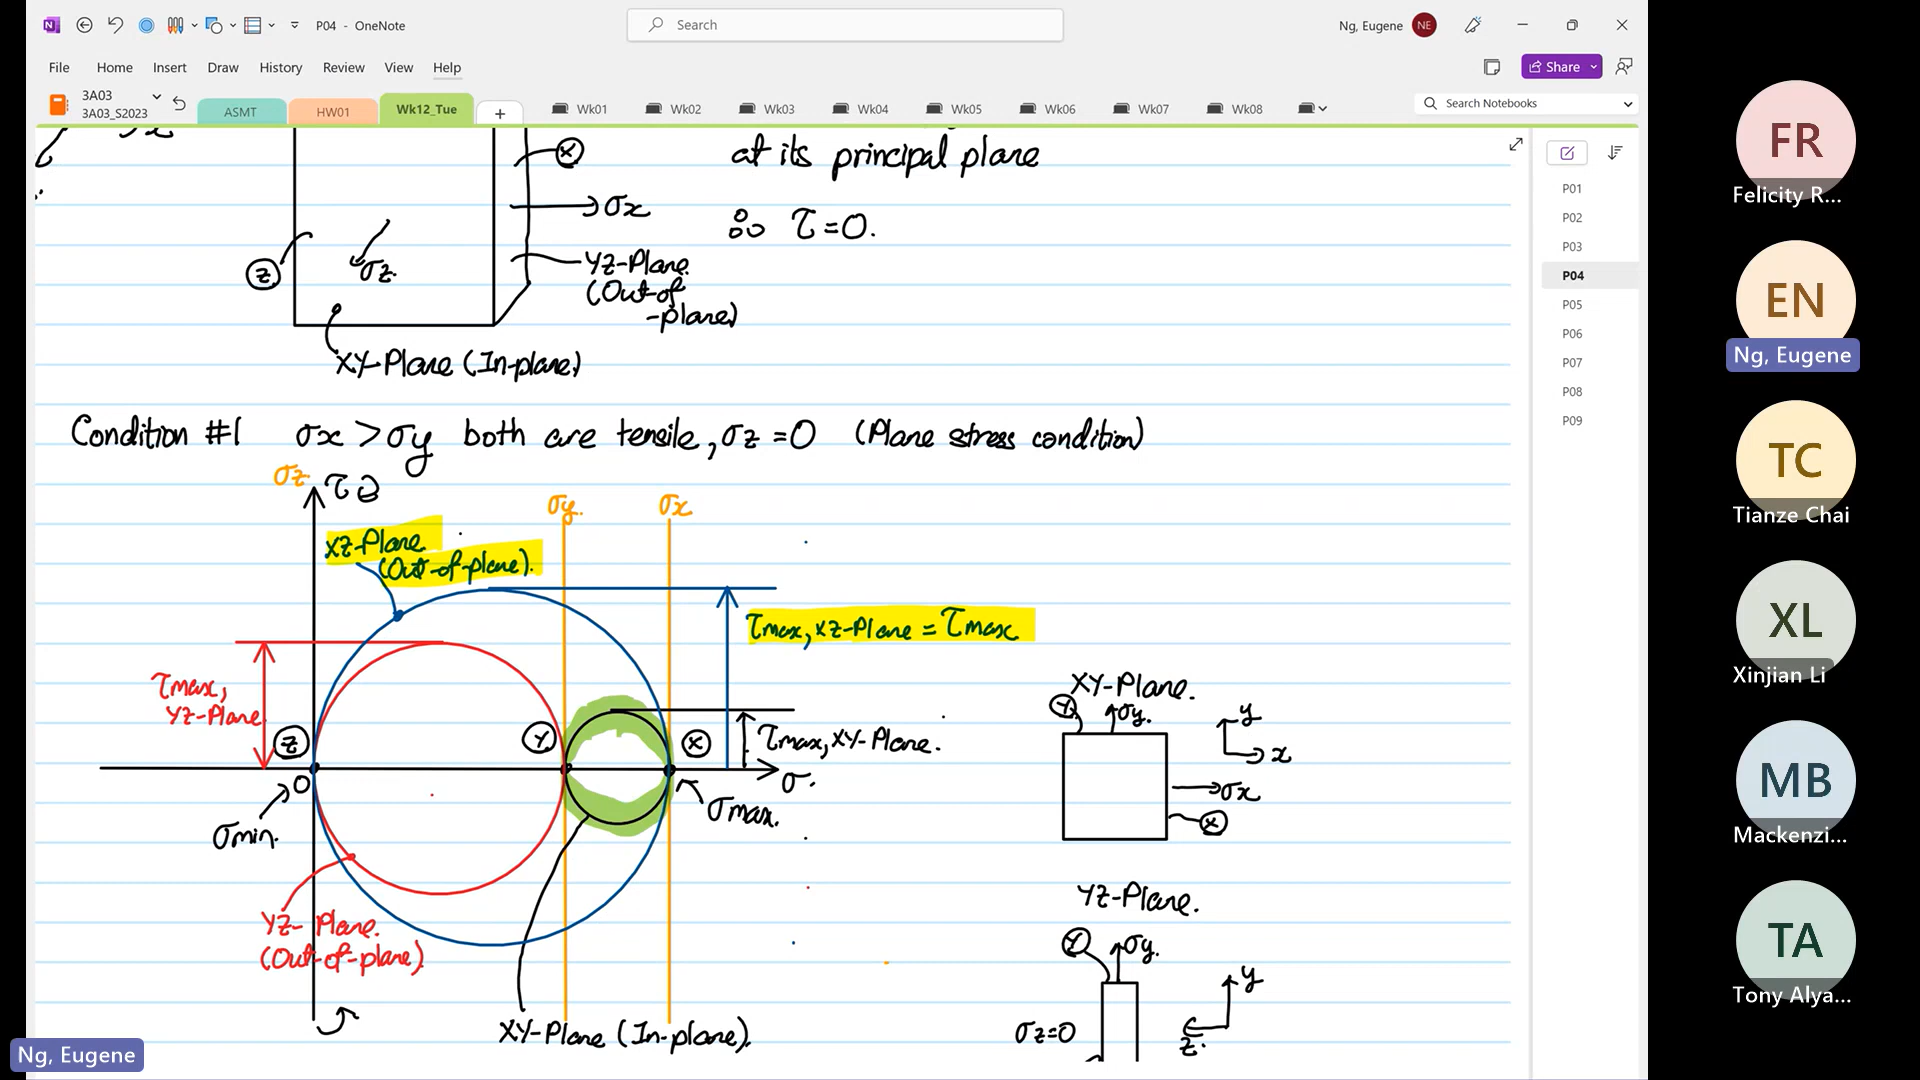 P04 - OneNote
Search
Ng, Eugene
NE
File
Home
Insert
Draw
History
Review
View
Help
Share
3A03
3A03_S2023
ASMT
HW01
Wk12_Tue
+
Wk01
Wk02
Wk03
Wk04
Wk05
Wk06
Wk07
Wk08
Search Notebooks
P01
P02
P03
P04
P05
P06
P07
P08
P09
at its principal plane
∴ τ=0.
X
σx
Z
σz.
YZ-Plane.
(Out-of
-plane)
XY-Plane (In-plane)
Condition #1 σx > σy both are tensile, σz = 0 (Plane stress condition)
σz
τ
σy.
σx
XZ-Plane
(Out-of-plane).
τmax, XZ-Plane = τmax
τmax,
YZ-Plane
Z
Y
X
τmax, XY-Plane.
O
σ.
σmin.
σmax.
YZ-Plane.
(Out-of-plane)
XY-Plane (In-plane).
XY-Plane.
Y
σy.
y
x
σx
X
YZ-Plane.
Y
σy.
y
σz=0
z.
FR
Felicity R...
EN
Ng, Eugene
TC
Tianze Chai
XL
Xinjian Li
MB
Mackenzi...
TA
Tony Alya...
Ng, Eugene